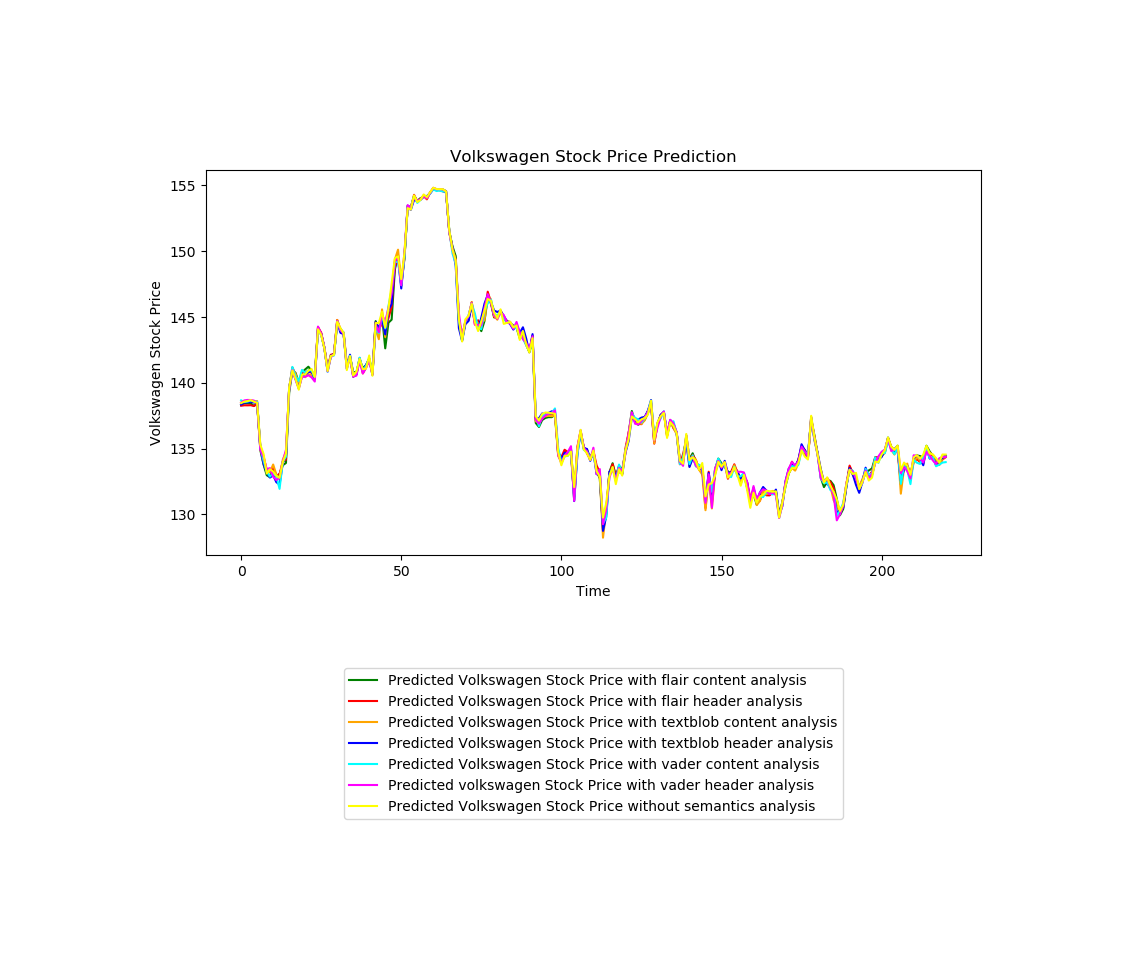 Volkswagen Stock Price Prediction
155
150
145
140
135
130
Volkswagen Stock Price
0 50 100 150 200
Time
Predicted Volkswagen Stock Price with flair content analysis
Predicted Volkswagen Stock Price with flair header analysis
Predicted Volkswagen Stock Price with textblob content analysis
Predicted Volkswagen Stock Price with textblob header analysis
Predicted Volkswagen Stock Price with vader content analysis
Predicted volkswagen Stock Price with vader header analysis
Predicted Volkswagen Stock Price without semantics analysis